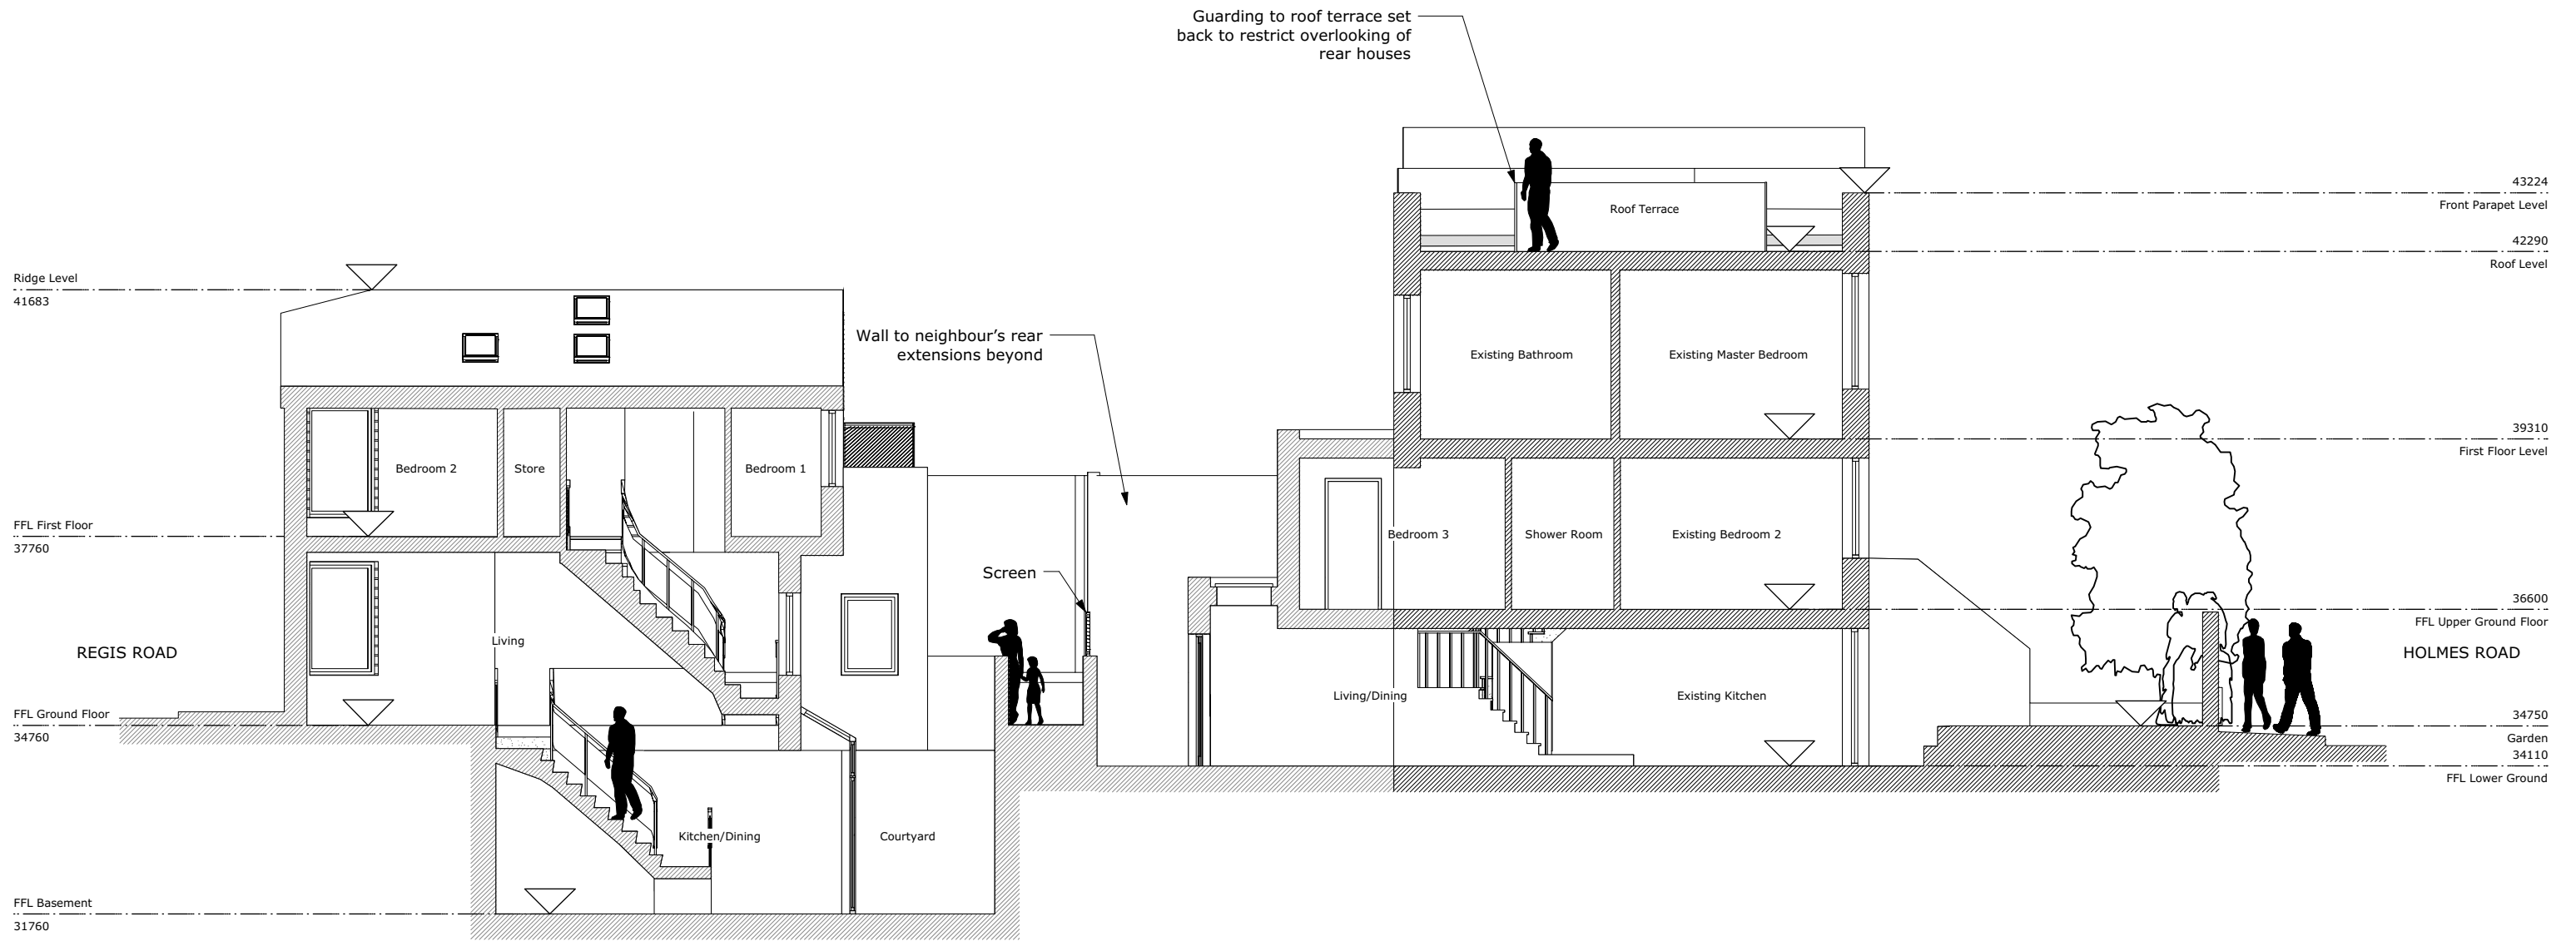 Guarding to roof terrace set
back to restrict overlooking of
rear houses
43224
Front Parapet Level
Roof Terrace
42290
Roof Level
Ridge Level
41683
Wall to neighbour’s rear
extensions beyond
Existing Bathroom
Existing Master Bedroom
39310
First Floor Level
Bedroom 2
Store
Bedroom 1
FFL First Floor
37760
Bedroom 3
Shower Room
Existing Bedroom 2
Screen
36600
FFL Upper Ground Floor
REGIS ROAD
Living
HOLMES ROAD
Living/Dining
Existing Kitchen
FFL Ground Floor
34760
34750
Garden
34110
FFL Lower Ground
Kitchen/Dining
Courtyard
FFL Basement
31760